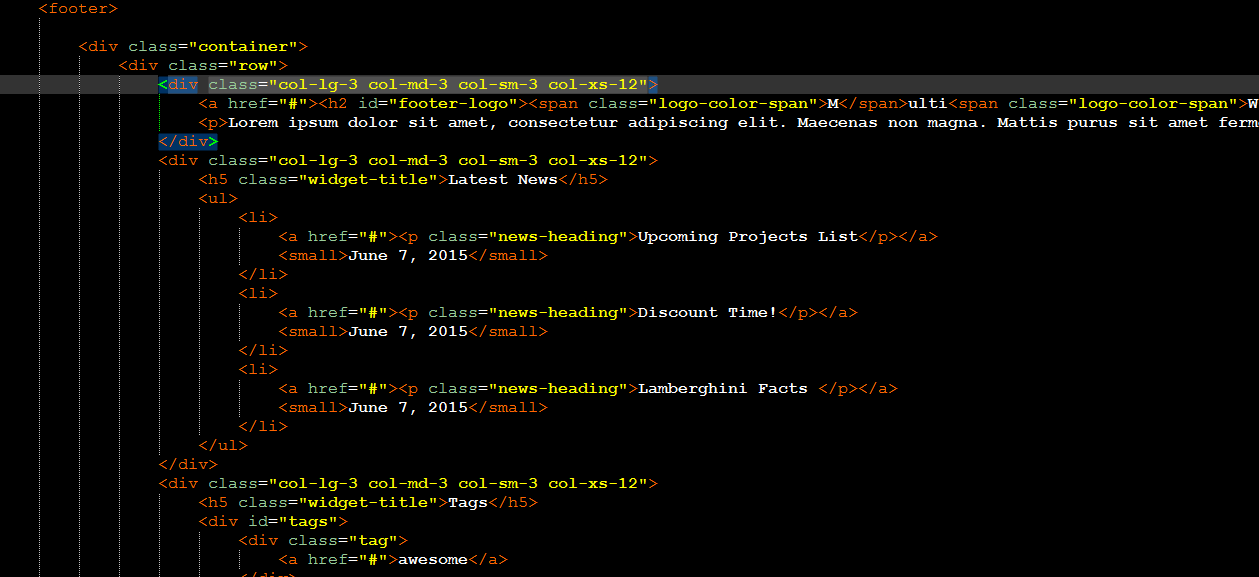 <footer>
<div class="container">
<div class="row">
<div class="col-lg-3 col-md-3 col-sm-3 col-xs-12">
<a href="#"><h2 id="footer-logo"><span class="logo-color-span">M</span>ulti<span class="logo-color-span">W
<p>Lorem ipsum dolor sit amet, consectetur adipiscing elit. Maecenas non magna. Mattis purus sit amet ferme
</div>
<div class="col-lg-3 col-md-3 col-sm-3 col-xs-12">
<h5 class="widget-title">Latest News</h5>
<ul>
<li>
<a href="#"><p class="news-heading">Upcoming Projects List</p></a>
<small>June 7, 2015</small>
</li>
<li>
<a href="#"><p class="news-heading">Discount Time!</p></a>
<small>June 7, 2015</small>
</li>
<li>
<a href="#"><p class="news-heading">Lamberghini Facts </p></a>
<small>June 7, 2015</small>
</li>
</ul>
</div>
<div class="col-lg-3 col-md-3 col-sm-3 col-xs-12">
<h5 class="widget-title">Tags</h5>
<div id="tags">
<div class="tag">
<a href="#">awesome</a>
</div>